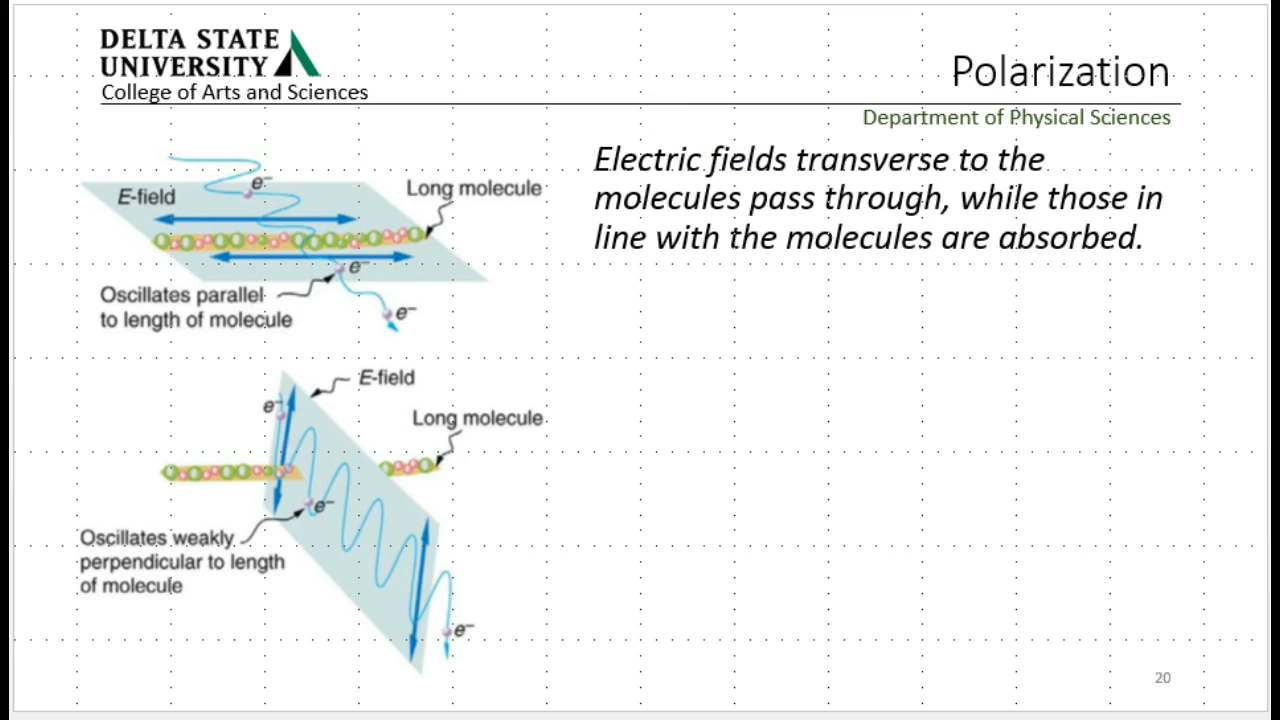 DELTA STATE
UNIVERSITY
College of Arts and Sciences
Polarization
Department of Physical Sciences
Electric fields transverse to the
molecules pass through, while those in
line with the molecules are absorbed.
E-field
e⁻
Long molecule
e⁻
Oscillates parallel
to length of molecule
e⁻
E-field
e⁻
Long molecule
e⁻
Oscillates weakly
perpendicular to length
of molecule
e⁻
20